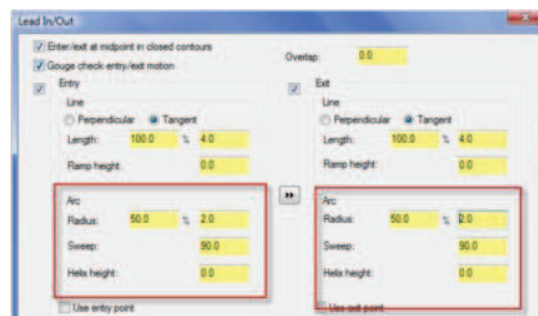 Lead In/Out
Enter/exit at midpoint in closed contours
Overlap: 0.0
Gouge check entry/exit motion
Entry
Line
Perpendicular Tangent
Length: 100.0 % 4.0
Ramp height: 0.0
Arc
Radius: 50.0 % 2.0
Sweep: 90.0
Helix height: 0.0
Use entry point
Exit
Line
Perpendicular Tangent
Length: 100.0 % 4.0
Ramp height: 0.0
Arc
Radius: 50.0 % 2.0
Sweep: 90.0
Helix height: 0.0
Use exit point